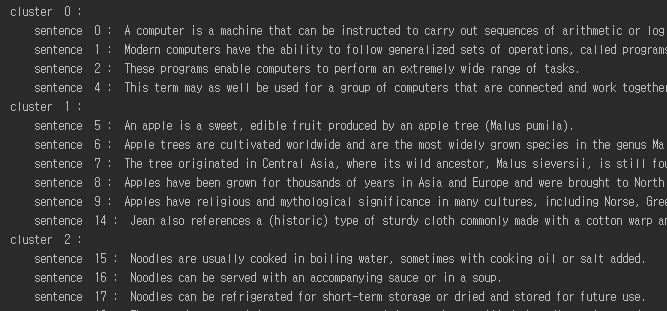 cluster 0 :
sentence 0 : A computer is a machine that can be instructed to carry out sequences of arithmetic or log
sentence 1 : Modern computers have the ability to follow generalized sets of operations, called programs
sentence 2 : These programs enable computers to perform an extremely wide range of tasks.
sentence 4 : This term may as well be used for a group of computers that are connected and work together
cluster 1 :
sentence 5 : An apple is a sweet, edible fruit produced by an apple tree (Malus pumila).
sentence 6 : Apple trees are cultivated worldwide and are the most widely grown species in the genus Ma
sentence 7 : The tree originated in Central Asia, where its wild ancestor, Malus sieversii, is still fou
sentence 8 : Apples have been grown for thousands of years in Asia and Europe and were brought to North
sentence 9 : Apples have religious and mythological significance in many cultures, including Norse, Gree
sentence 14 : Jean also references a (historic) type of sturdy cloth commonly made with a cotton warp an
cluster 2 :
sentence 15 : Noodles are usually cooked in boiling water, sometimes with cooking oil or salt added.
sentence 16 : Noodles can be served with an accompanying sauce or in a soup.
sentence 17 : Noodles can be refrigerated for short-term storage or dried and stored for future use.